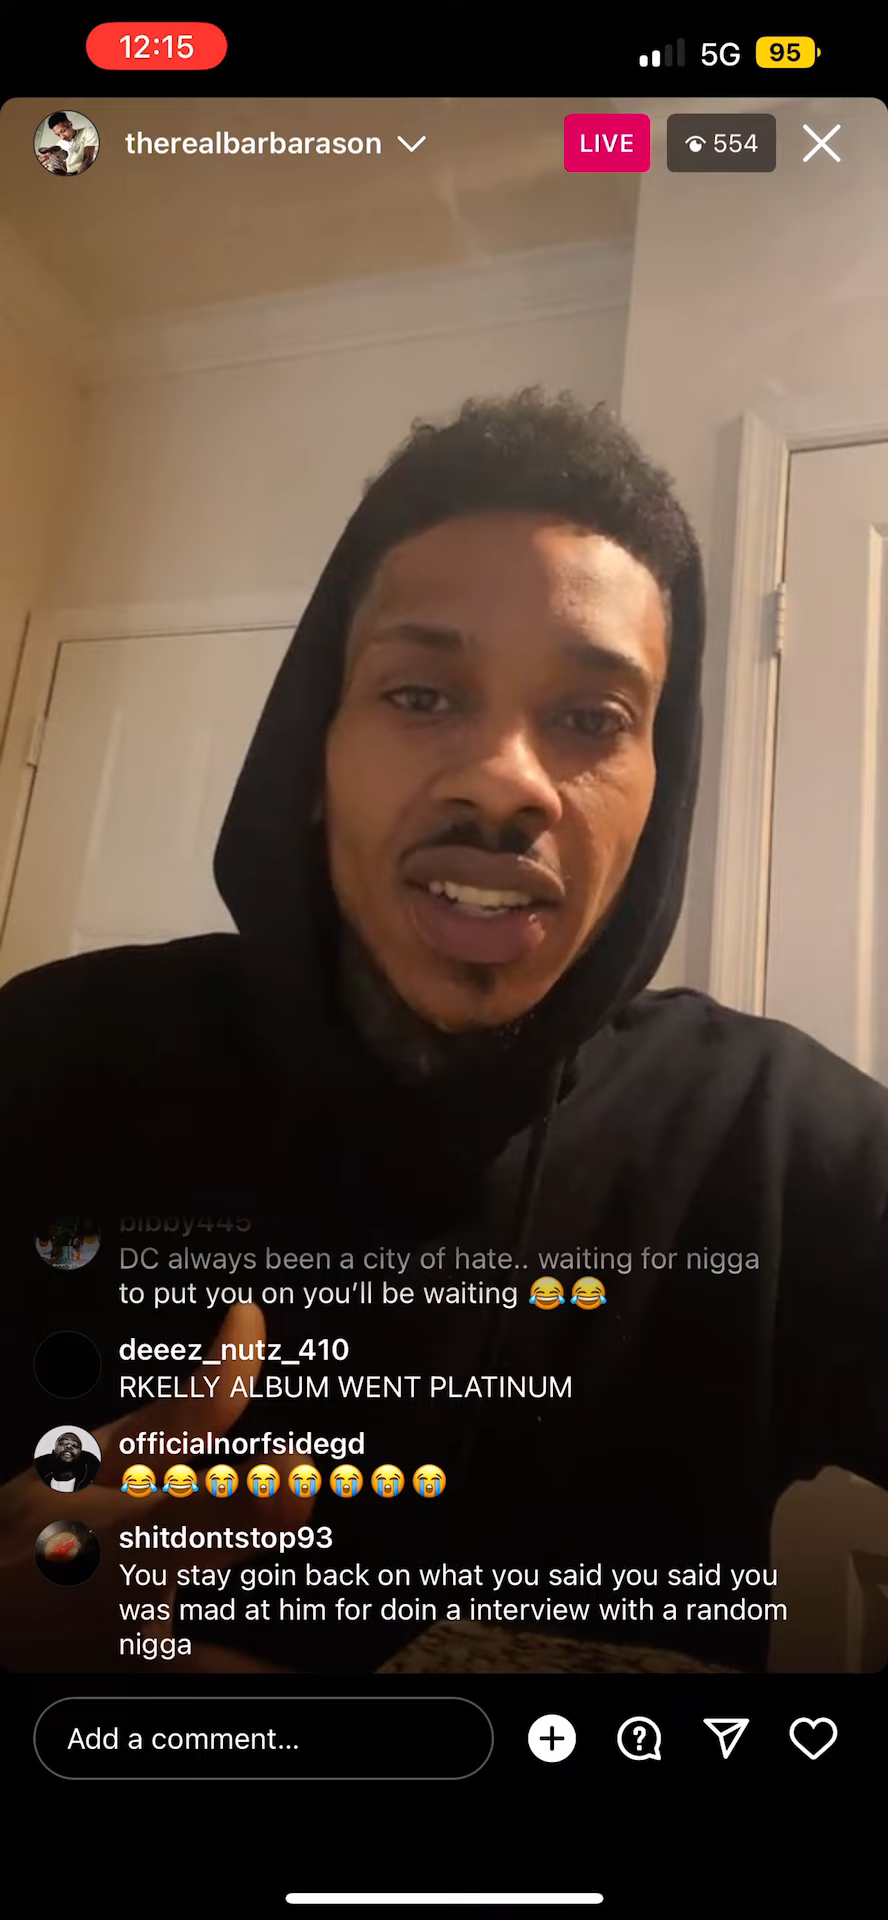 12:15
5G 95
therealbarbarason
LIVE
554
bibby445
DC always been a city of hate.. waiting for nigga
to put you on you’ll be waiting 😂😂
deeez_nutz_410
RKELLY ALBUM WENT PLATINUM
officialnorfsidegd
😂😂😭😭😭😭😭😭
shitdontstop93
You stay goin back on what you said you said you
was mad at him for doin a interview with a random
nigga
Add a comment...